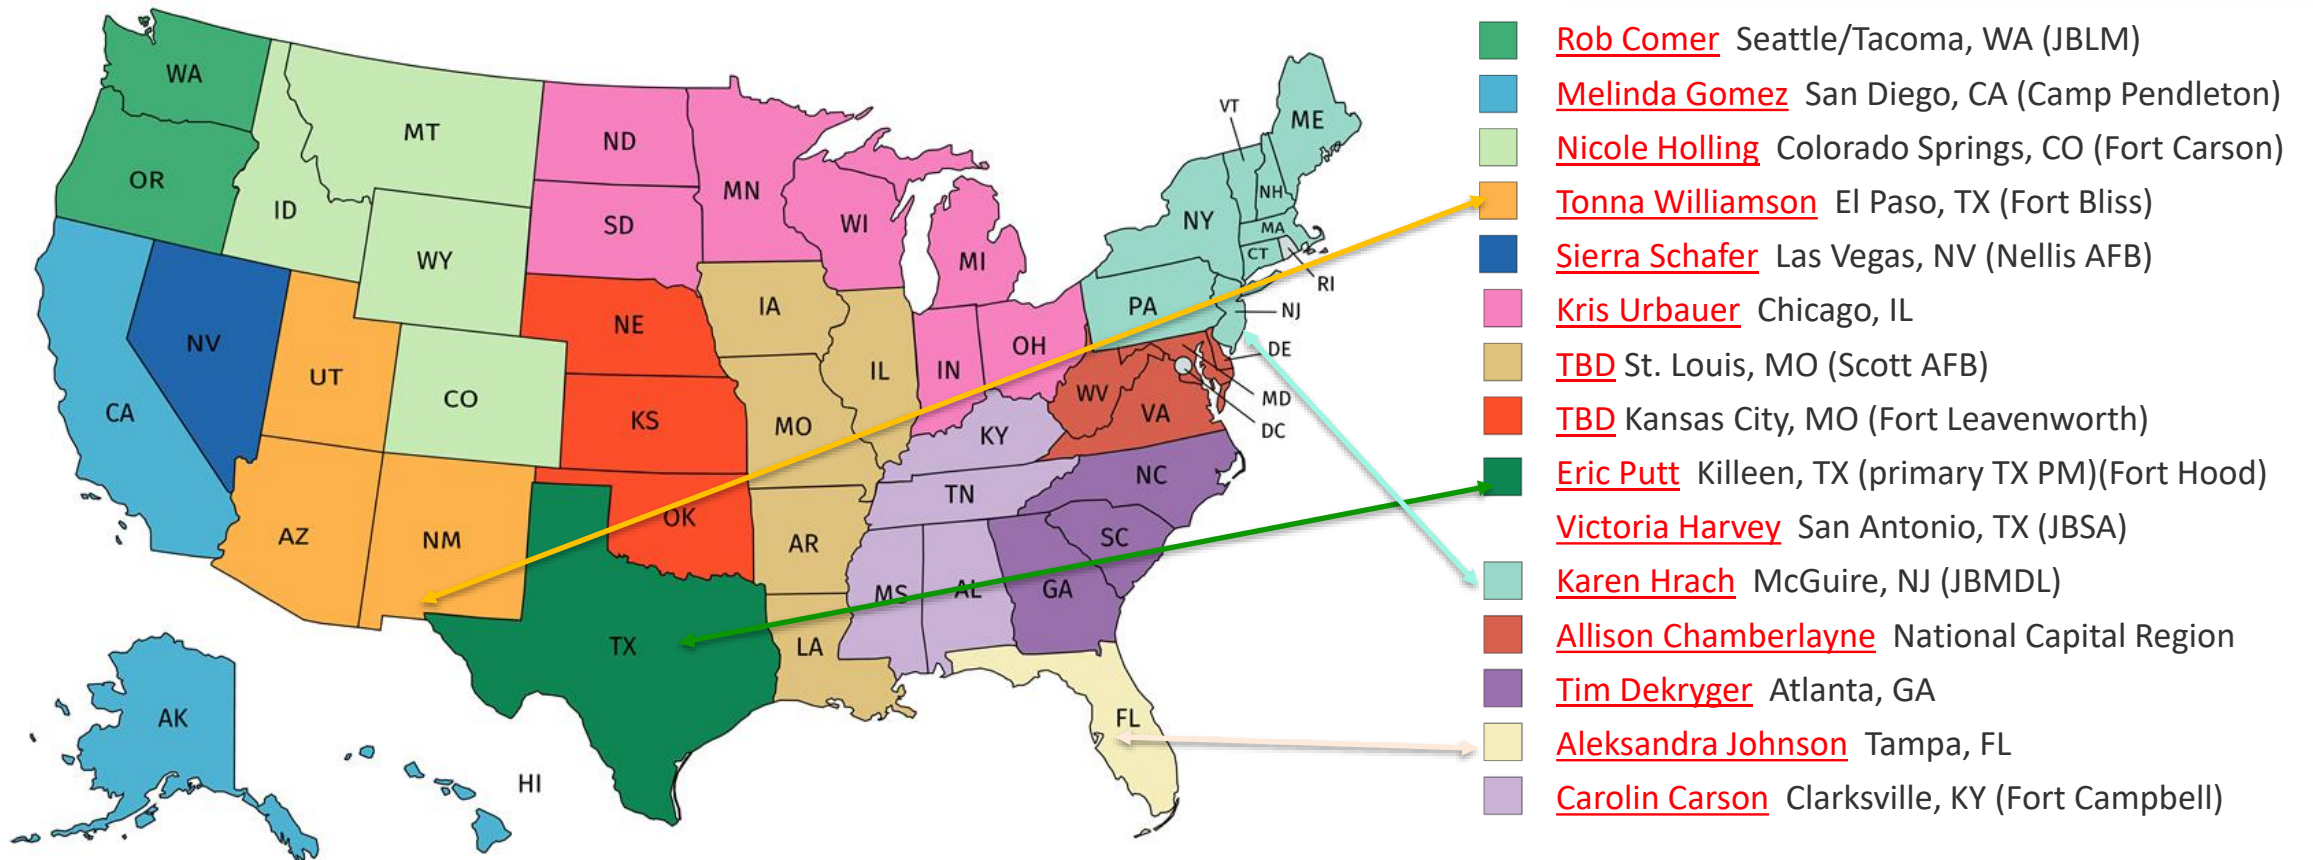 WA
OR
CA
NV
ID
MT
WY
UT
CO
AZ
NM
ND
SD
NE
KS
OK
TX
MN
IA
MO
AR
LA
WI
IL
MI
IN
OH
KY
TN
MS
AL
GA
FL
SC
NC
VA
WV
PA
NY
VT
NH
ME
MA
CT
RI
NJ
DE
MD
DC
AK
HI
Rob Comer Seattle/Tacoma, WA (JBLM)
Melinda Gomez San Diego, CA (Camp Pendleton)
Nicole Holling Colorado Springs, CO (Fort Carson)
Tonna Williamson El Paso, TX (Fort Bliss)
Sierra Schafer Las Vegas, NV (Nellis AFB)
Kris Urbauer Chicago, IL
TBD St. Louis, MO (Scott AFB)
TBD Kansas City, MO (Fort Leavenworth)
Eric Putt Killeen, TX (primary TX PM)(Fort Hood)
Victoria Harvey San Antonio, TX (JBSA)
Karen Hrach McGuire, NJ (JBMDL)
Allison Chamberlayne National Capital Region
Tim Dekryger Atlanta, GA
Aleksandra Johnson Tampa, FL
Carolin Carson Clarksville, KY (Fort Campbell)